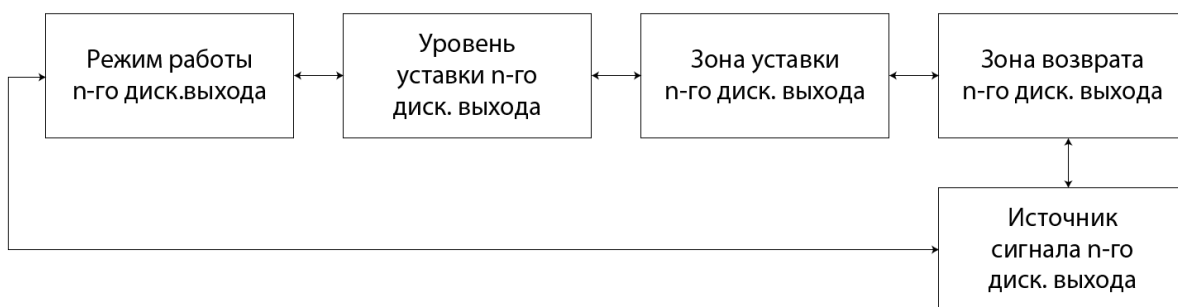 Режим работы
n-го диск.выхода
Уровень
уставки n-го
диск. выхода
Зона уставки
n-го диск. выхода
Зона возврата
n-го диск. выхода
Источник
сигнала n-го
диск. выхода